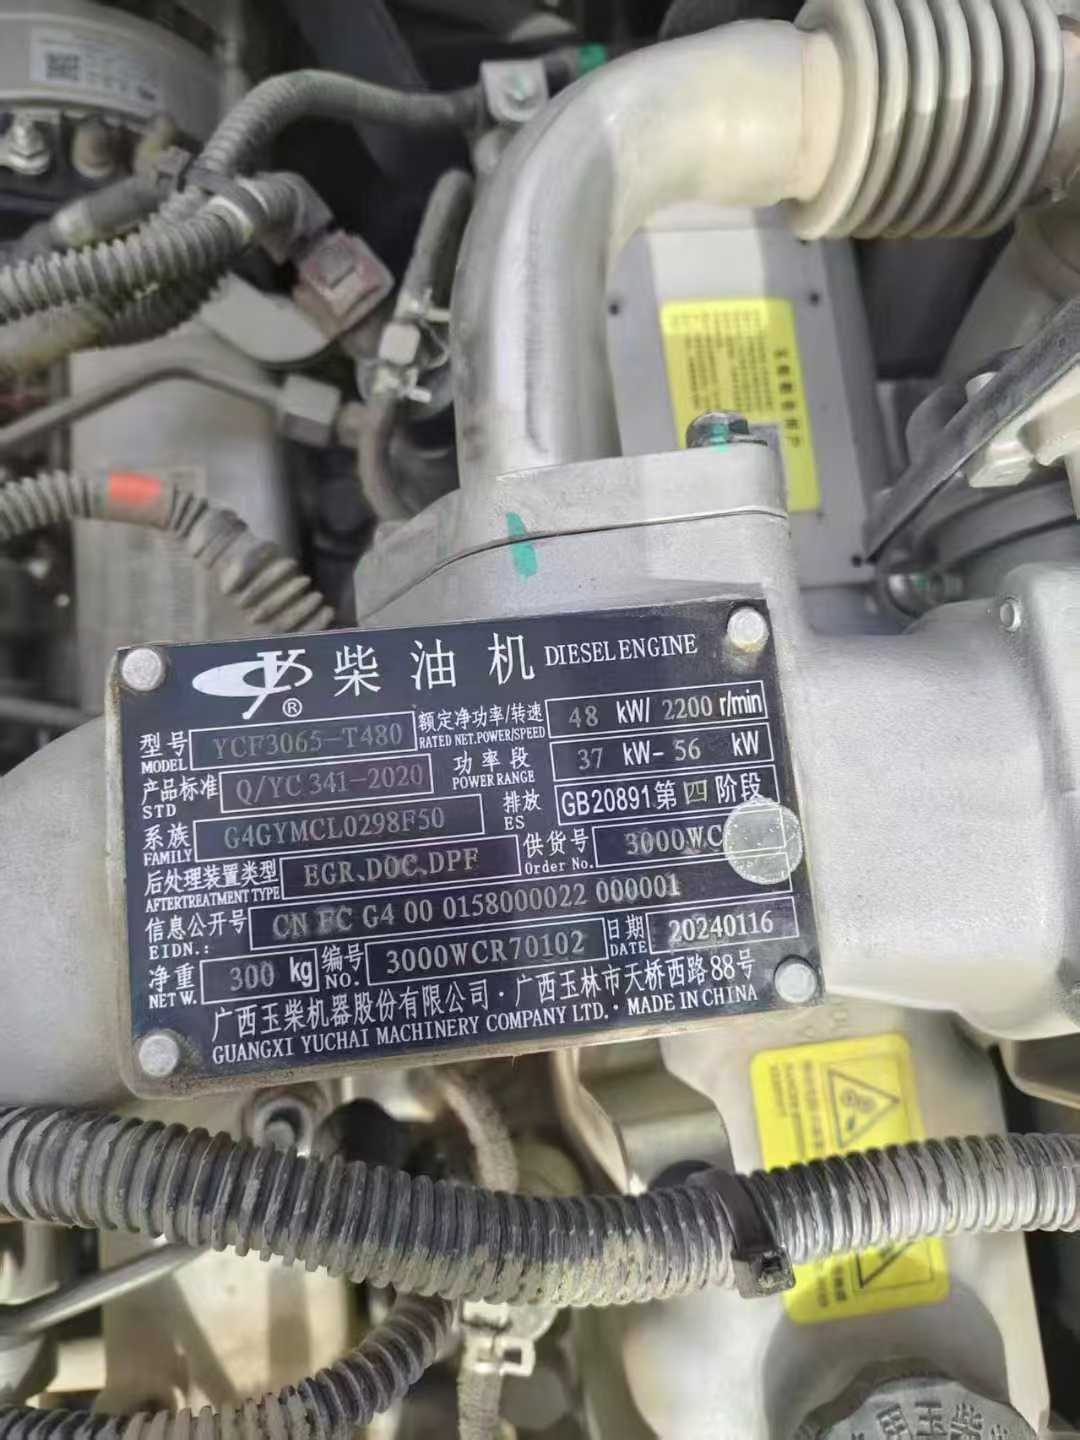 柴油机 DIESEL ENGINE
®
型号 MODEL YCF3065-T480 额定净功率/转速 RATED NET.POWER/SPEED 48 kW/ 2200 r/min
产品标准 STD Q/YC 341-2020 功率段 POWER RANGE 37 kW- 56 kW
系族 FAMILY G4GYMCL0298F50 排放 ES GB20891第四阶段
后处理装置类型 AFTERTREATMENT TYPE EGR、DOC、DPF 供货号 Order No. 3000WC
信息公开号 EIDN.: CN FC G4 00 0158000022 000001
净重 NET W. 300 kg 编号 NO. 3000WCR70102 日期 DATE 20240116
广西玉柴机器股份有限公司·广西玉林市天桥西路88号
GUANGXI YUCHAI MACHINERY COMPANY LTD.·MADE IN CHINA
用玉柴